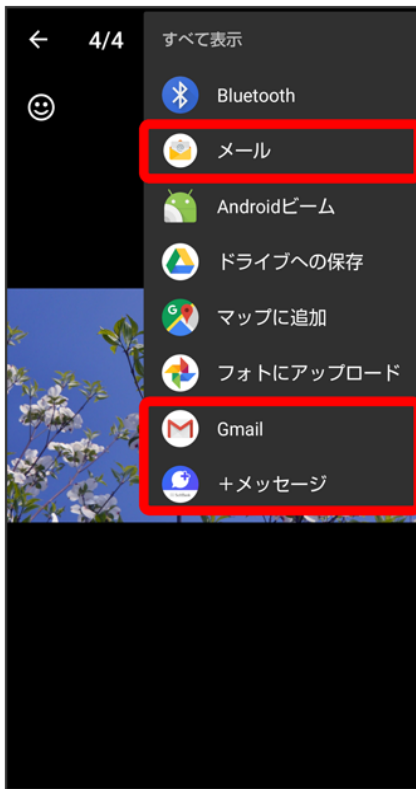 4/4
すべて表示
Bluetooth
メール
Androidビーム
ドライブへの保存
マップに追加
フォトにアップロード
Gmail
+メッセージ